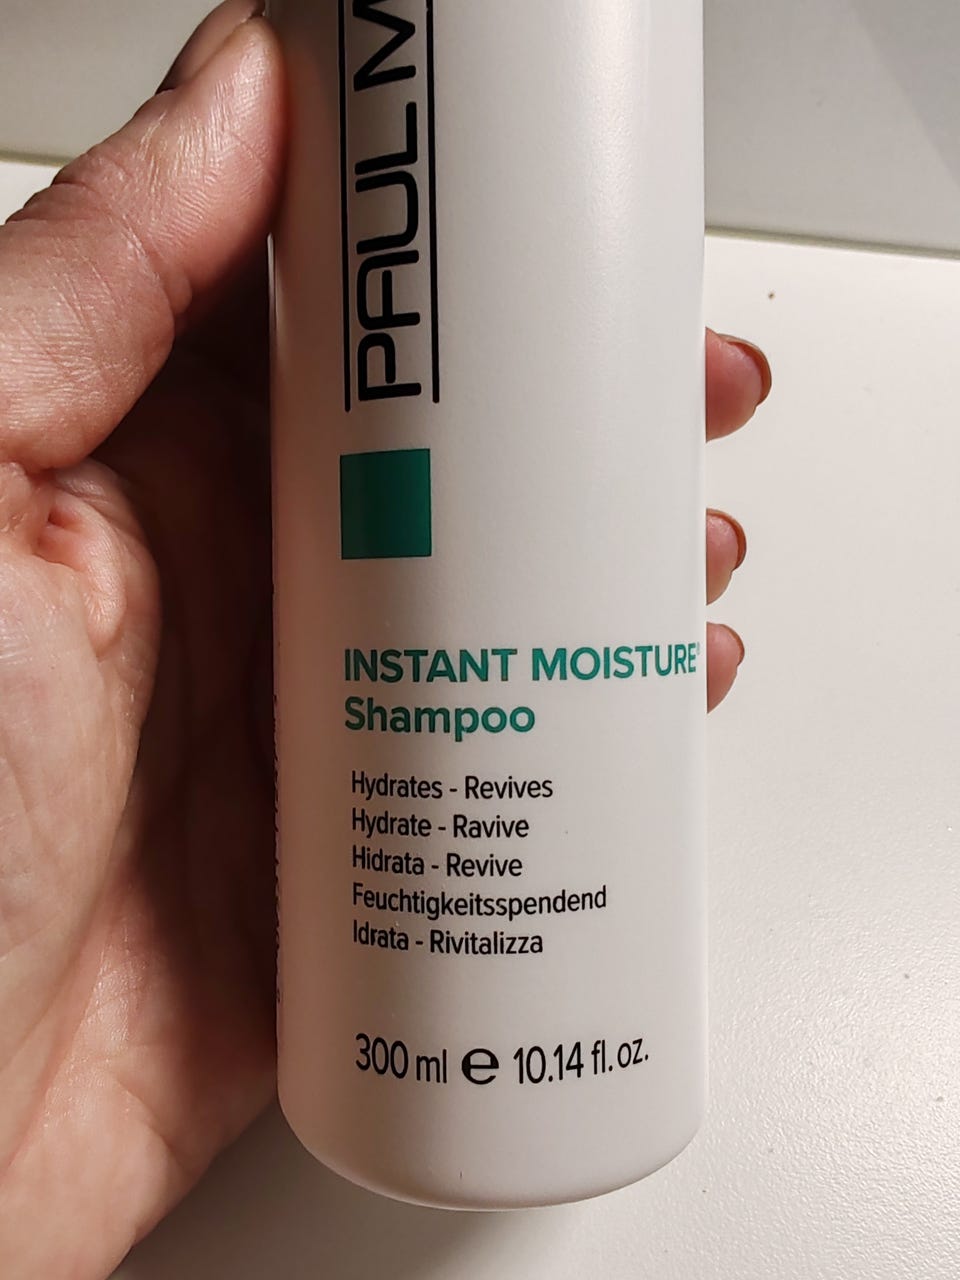 PAUL M
INSTANT MOISTURE®
Shampoo
Hydrates - Revives
Hydrate - Ravive
Hidrata - Revive
Feuchtigkeitsspendend
Idrata - Rivitalizza
300 ml ℮ 10.14 fl. oz.